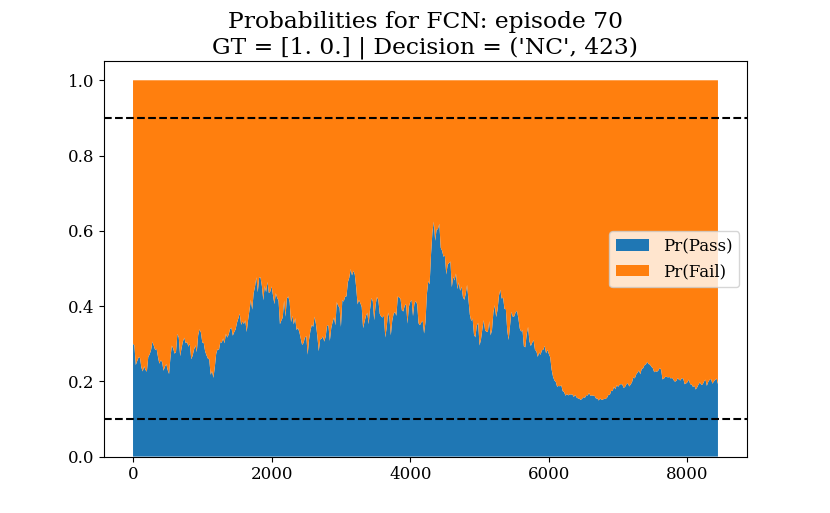 Probabilities for FCN: episode 70
GT = [1. 0.] | Decision = ('NC', 423)
1.0
0.8
0.6
0.4
0.2
0.0
Pr(Pass)
Pr(Fail)
0 2000 4000 6000 8000